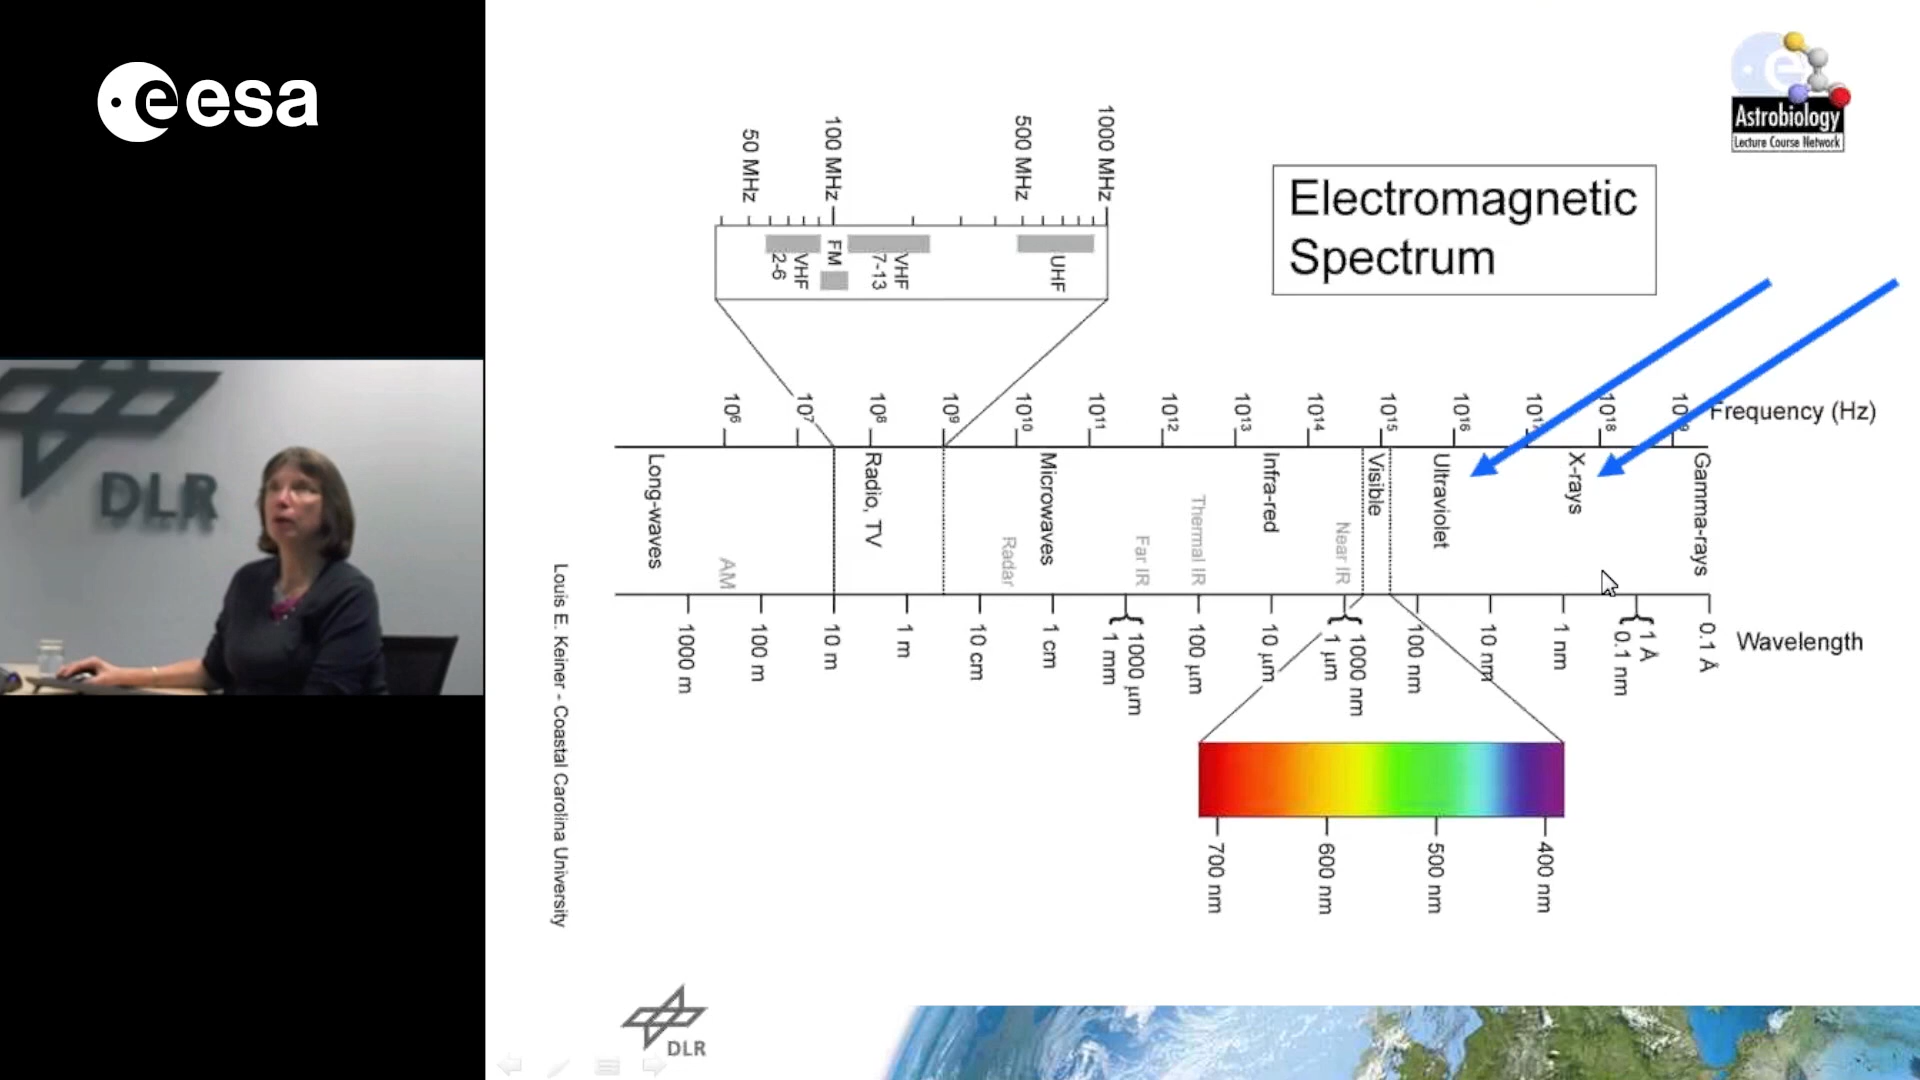 esa
DLR
Astrobiology
Lecture Course Network
Electromagnetic
Spectrum
50 MHz
100 MHz
500 MHz
1000 MHz
VHF
2-6
FM
VHF
7-13
UHF
10⁶
10⁷
10⁸
10⁹
10¹⁰
10¹¹
10¹²
10¹³
10¹⁴
10¹⁵
10¹⁶
10¹⁷
10¹⁸
Frequency (Hz)
Long-waves
AM
Radio, TV
Microwaves
Radar
Far IR
Thermal IR
Infra-red
Near IR
Visible
Ultraviolet
X-rays
Gamma-rays
1000 m
100 m
10 m
1 m
10 cm
1 cm
1000 µm
1 mm
100 µm
10 µm
1000 nm
1 µm
100 nm
10 nm
1 nm
1 Å
0.1 nm
0.1 Å
Wavelength
700 nm
600 nm
500 nm
400 nm
Louis E. Keiner - Coastal Carolina University
DLR